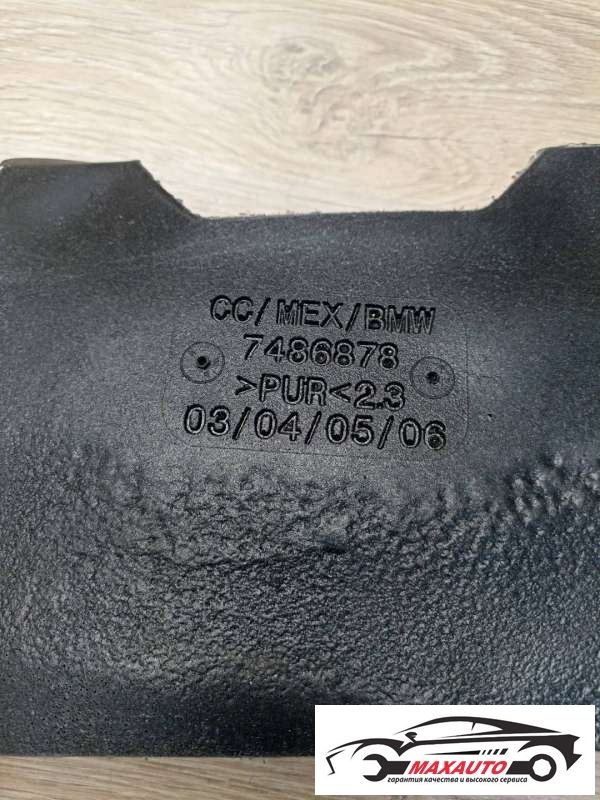 CC/MEX/BMW
7486878
>PUR<2.3
03/04/05/06
MAXAUTO
гарантия качества и высокого сервиса